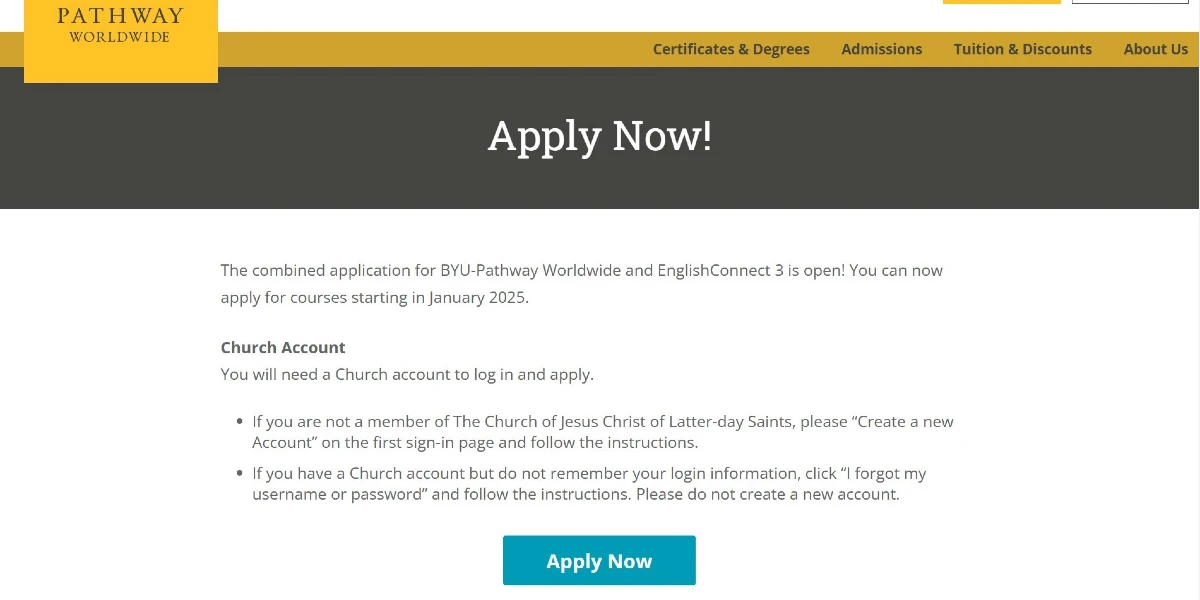 PATHWAY
WORLDWIDE
Certificates & Degrees Admissions Tuition & Discounts About Us
Apply Now!
The combined application for BYU-Pathway Worldwide and EnglishConnect 3 is open! You can now
apply for courses starting in January 2025.
Church Account
You will need a Church account to log in and apply.
• If you are not a member of The Church of Jesus Christ of Latter-day Saints, please “Create a new
Account” on the first sign-in page and follow the instructions.
• If you have a Church account but do not remember your login information, click “I forgot my
username or password” and follow the instructions. Please do not create a new account.
Apply Now